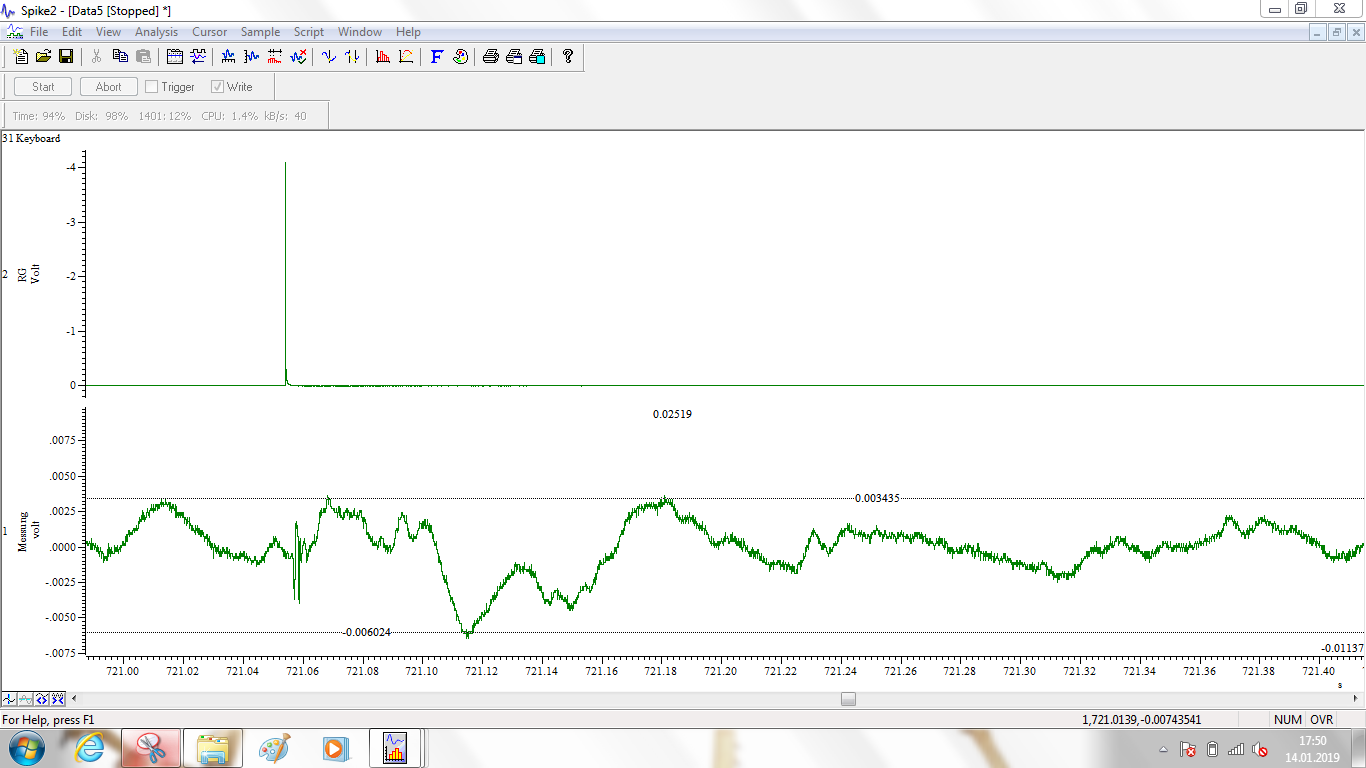 Spike2 - [Data5 [Stopped] *]
File Edit View Analysis Cursor Sample Script Window Help
Start Abort Trigger Write
Time: 94% Disk: 98% 1401: 12% CPU: 1.4% kB/s: 40
31 Keyboard
-4
-3
2 RG Volt
-2
-1
0
0.02519
.0075
.0050
0.003435
.0025
1 Messung volt
.0000
-.0025
-.0050
-0.006024
-.0075
-0.01137
721.00 721.02 721.04 721.06 721.08 721.10 721.12 721.14 721.16 721.18 721.20 721.22 721.24 721.26 721.28 721.30 721.32 721.34 721.36 721.38 721.40
s
For Help, press F1 1,721.0139,-0.00743541 NUM OVR
17:50
14.01.2019